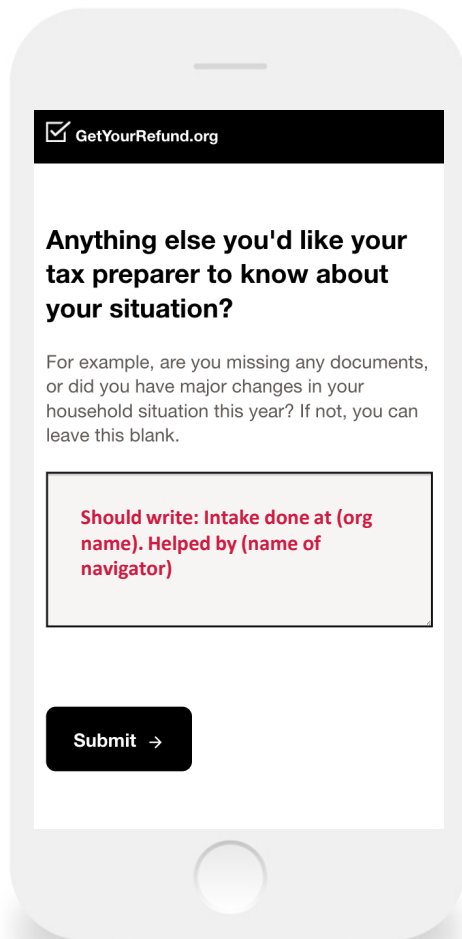 GetYourRefund.org
Anything else you'd like your
tax preparer to know about
your situation?
For example, are you missing any documents,
or did you have major changes in your
household situation this year? If not, you can
leave this blank.
Should write: Intake done at (org
name). Helped by (name of
navigator)
Submit →